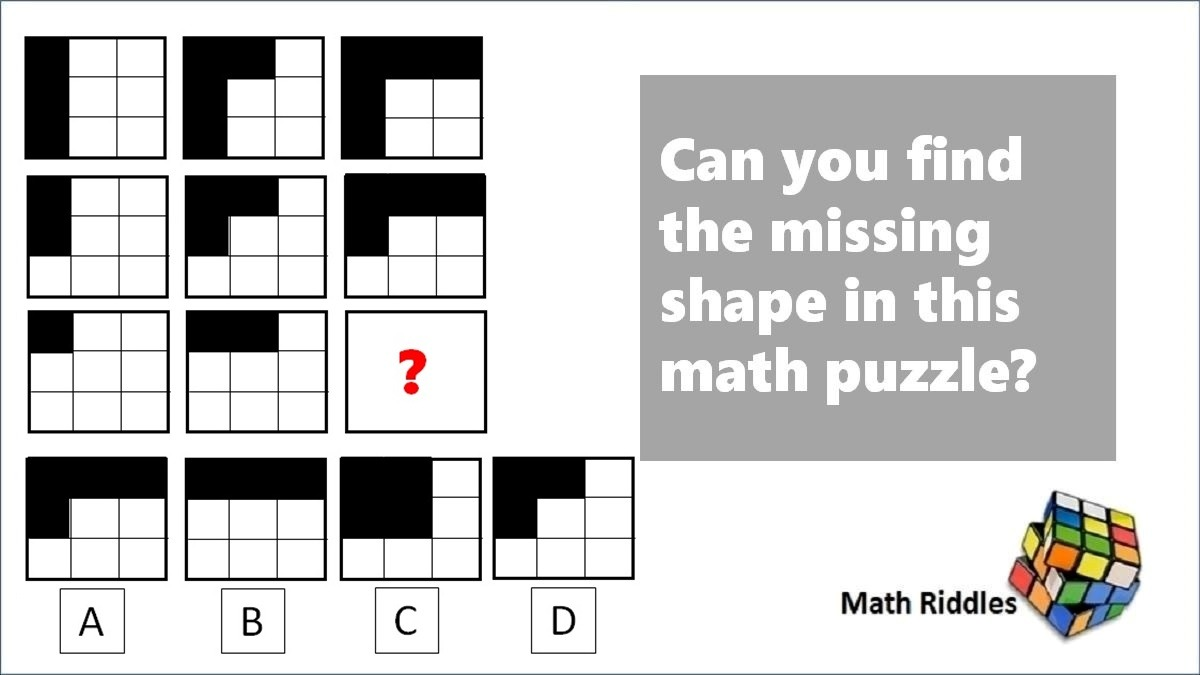 Can you find
the missing
shape in this
math puzzle?
?
A
B
C
D
Math Riddles